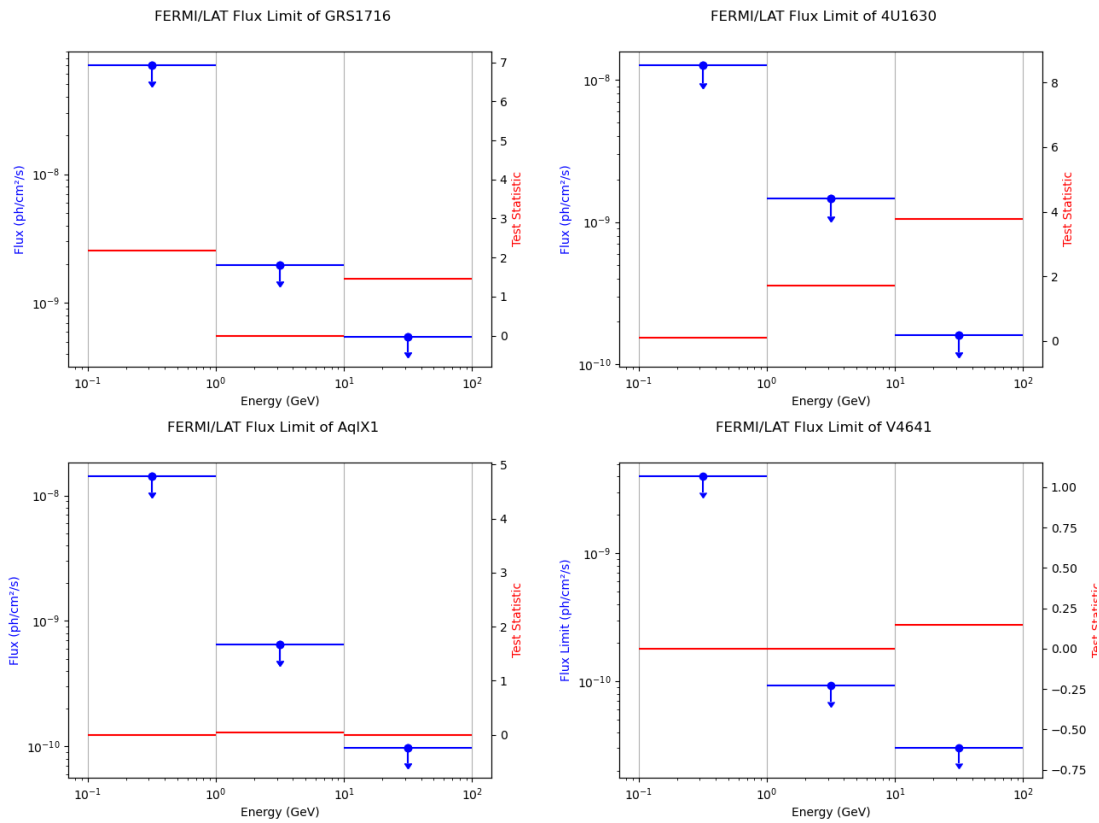 FERMI/LAT Flux Limit of GRS1716
Flux (ph/cm²/s)
10⁻⁸
10⁻⁹
7
6
5
4
3
2
1
0
Test Statistic
10⁻¹ 10⁰ 10¹ 10²
Energy (GeV)
FERMI/LAT Flux Limit of 4U1630
Flux (ph/cm²/s)
10⁻⁸
10⁻⁹
10⁻¹⁰
8
6
4
2
0
Test Statistic
10⁻¹ 10⁰ 10¹ 10²
Energy (GeV)
FERMI/LAT Flux Limit of AqlX1
Flux (ph/cm²/s)
10⁻⁸
10⁻⁹
10⁻¹⁰
5
4
3
2
1
0
Test Statistic
10⁻¹ 10⁰ 10¹ 10²
Energy (GeV)
FERMI/LAT Flux Limit of V4641
Flux Limit (ph/cm²/s)
10⁻⁹
10⁻¹⁰
1.00
0.75
0.50
0.25
0.00
−0.25
−0.50
−0.75
Test Statistic
10⁻¹ 10⁰ 10¹ 10²
Energy (GeV)